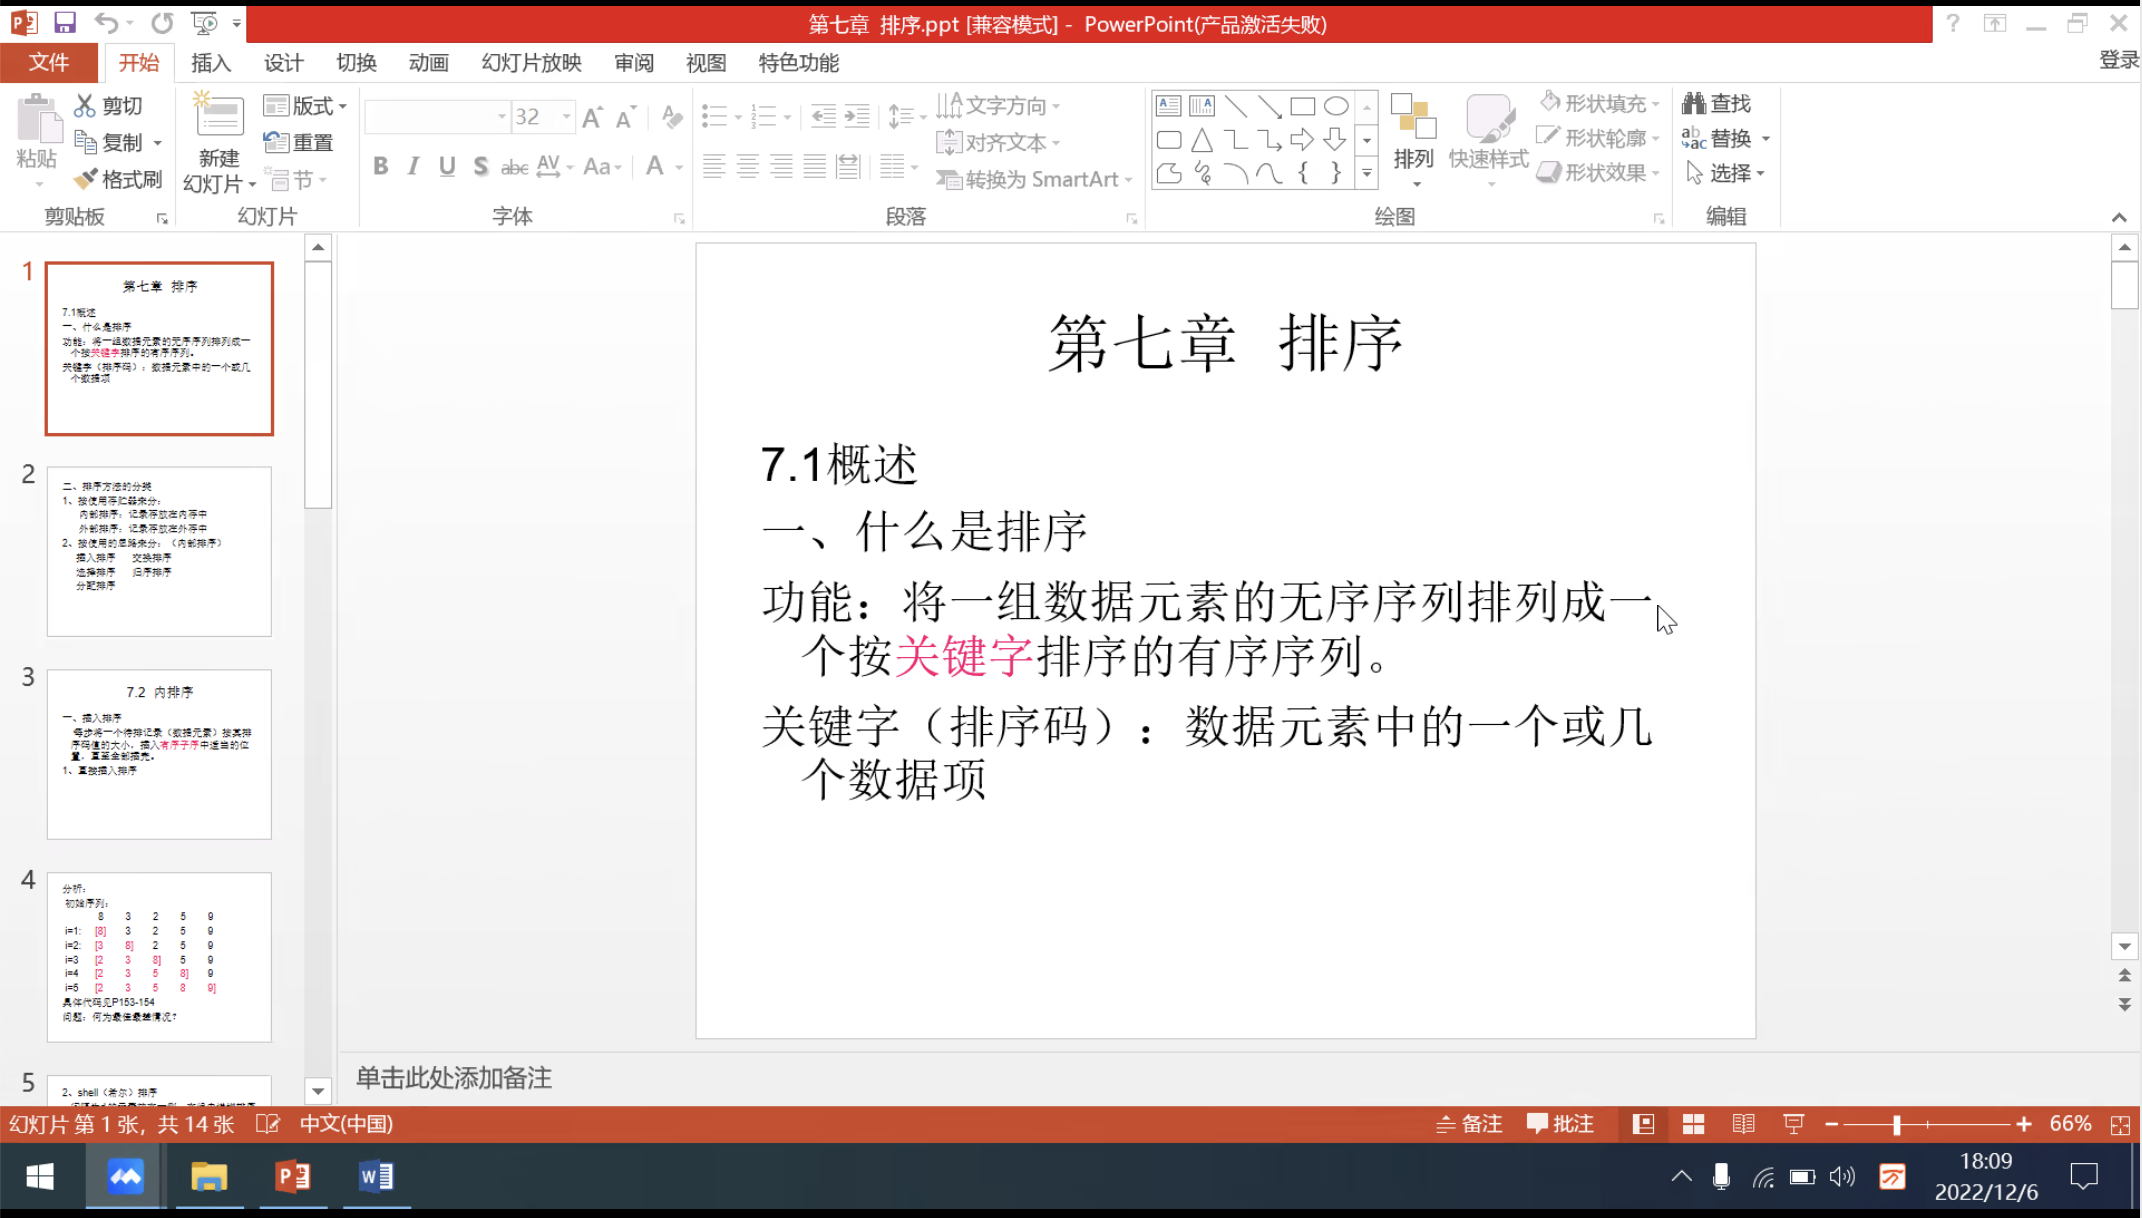 第七章 排序.ppt [兼容模式] - PowerPoint(产品激活失败)
文件 开始 插入 设计 切换 动画 幻灯片放映 审阅 视图 特色功能 登录
粘贴 剪切 复制 格式刷 剪贴板
新建 幻灯片 版式 重置 节 幻灯片
32
B I U S abc AV Aa A 字体
文字方向 对齐文本 转换为 SmartArt 段落
排列 快速样式 形状填充 形状轮廓 形状效果 绘图
查找 替换 选择 编辑
1
第七章 排序
7.1概述
一、什么是排序
功能：将一组数据元素的无序序列排列成一
个按关键字排序的有序序列。
关键字（排序码）：数据元素中的一个或几
个数据项
2
二、排序方法的分类
1、按使用存贮器来分：
内部排序：记录存放在内存中
外部排序：记录存放在外存中
2、按使用的思路来分：（内部排序）
插入排序 交换排序
选择排序 归序排序
分配排序
3
7.2 内排序
一、插入排序
每步将一个待排记录（数据元素）按其排
序码值的大小，插入有序子序中适当的位
置，直至全部插完。
1、直接插入排序
4
分析：
初始序列：
8 3 2 5 9
i=1: [8] 3 2 5 9
i=2: [3 8] 2 5 9
i=3 [2 3 8] 5 9
i=4 [2 3 5 8] 9
i=5 [2 3 5 8 9]
具体代码见P153-154
问题：何为最佳最差情况？
5
2、shell（希尔）排序
第七章 排序
7.1概述
一、什么是排序
功能：将一组数据元素的无序序列排列成一
个按关键字排序的有序序列。
关键字（排序码）：数据元素中的一个或几
个数据项
单击此处添加备注
幻灯片 第 1 张，共 14 张 中文(中国) 备注 批注 66%
18:09
2022/12/6